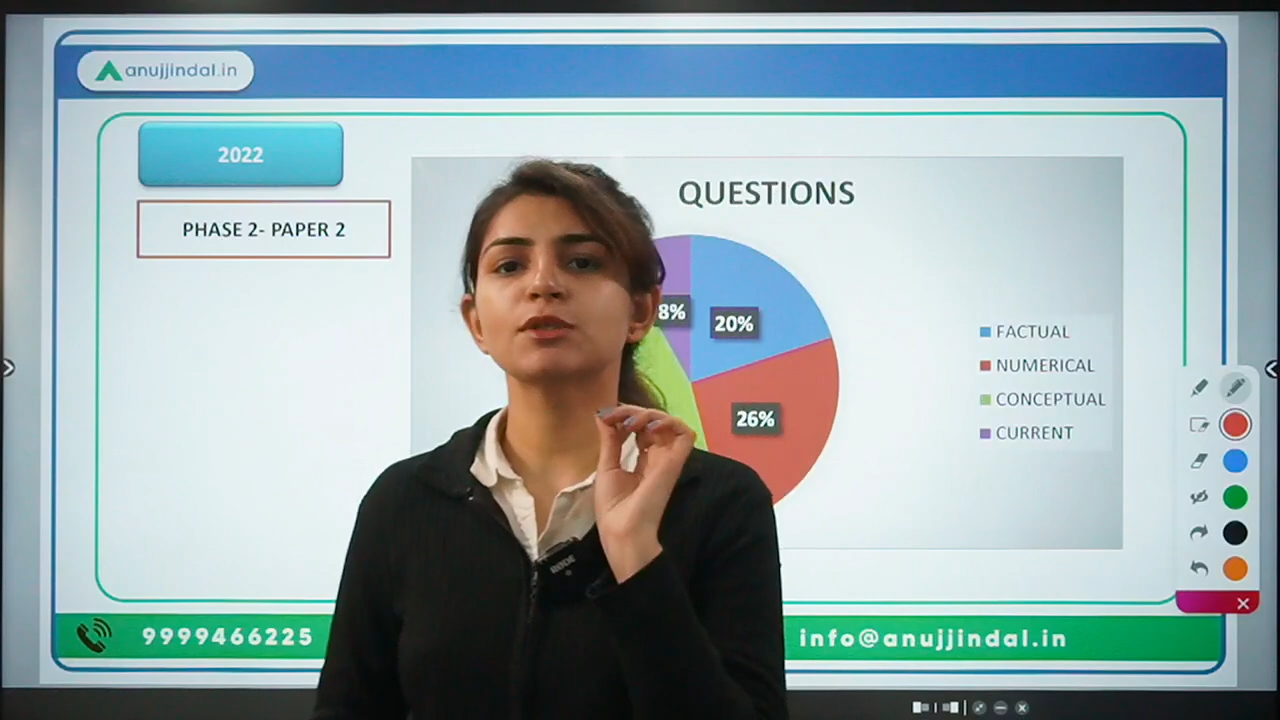 anujjindal.in
2022
PHASE 2- PAPER 2
QUESTIONS
8%
20%
26%
FACTUAL
NUMERICAL
CONCEPTUAL
CURRENT
RODE
9999466225
info@anujjindal.in